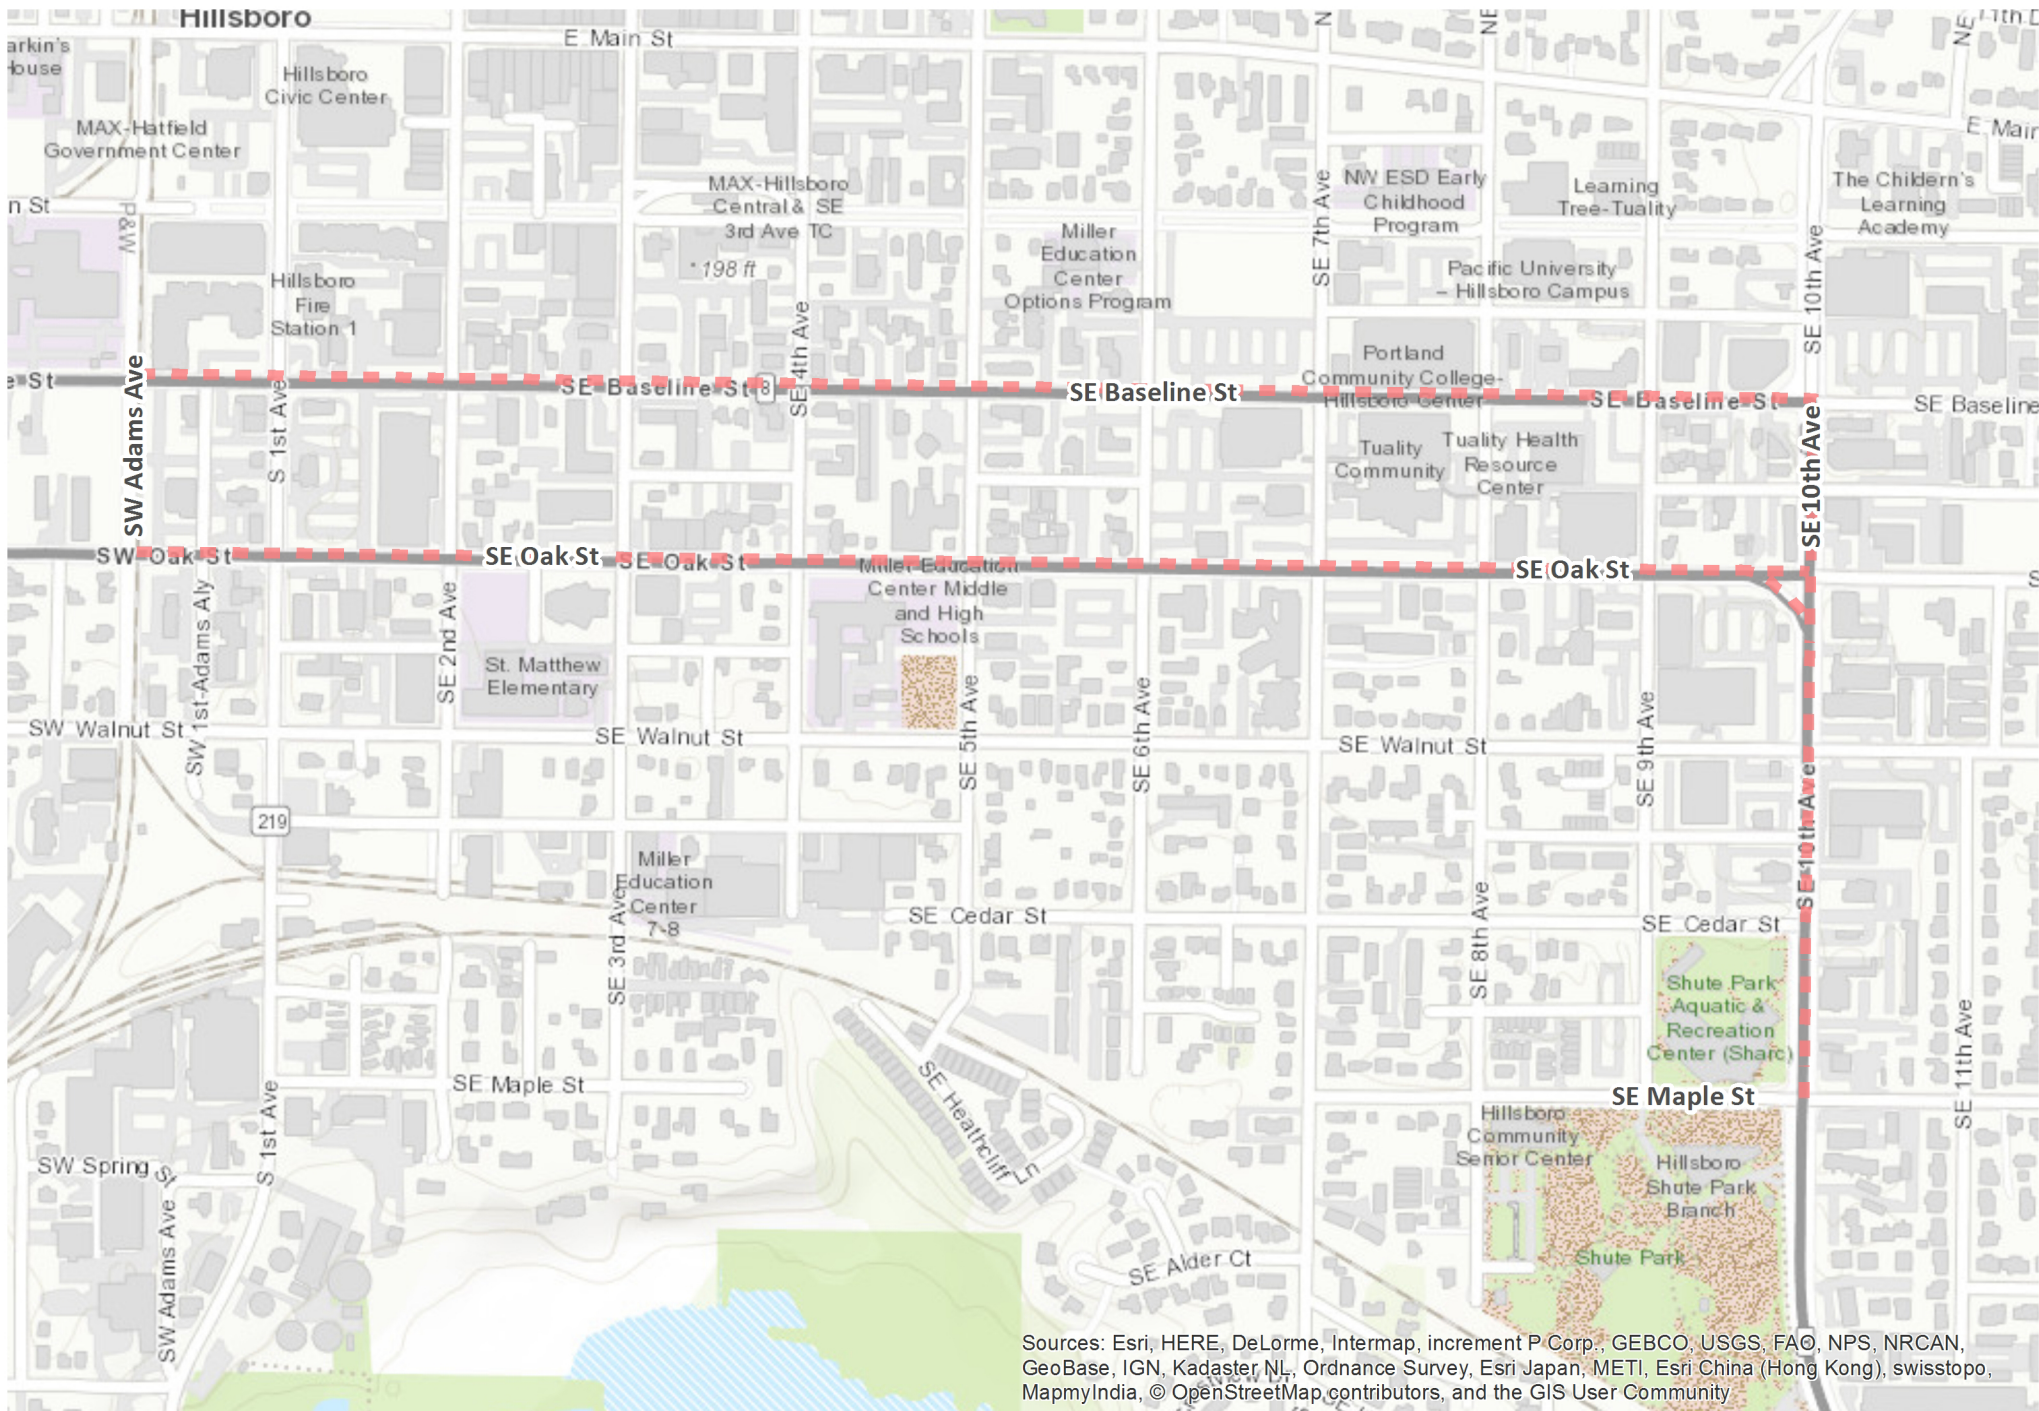 Hillsboro
E Main St
arkin's
House
Hillsboro
Civic Center
MAX-Hatfield
Government Center
E Main
NE
NE
11th
MAX-Hillsboro
Central & SE
3rd Ave TC
NW ESD Early
Childhood
Program
Learning
Tree-Tuality
The Childern's
Learning
Academy
n St
P&W
SE 7th Ave
Miller
Education
Center
Options Program
198 ft
Hillsboro
Fire
Station 1
Pacific University
– Hillsboro Campus
SE 10th Ave
SE 4th Ave
Portland
Community College-
Hillsboro Center
e St
SE Baseline St
8
SE Baseline St
SE Baseline St
SE Baseline
SW Adams Ave
S 1st Ave
SE 10th Ave
Tuality
Community
Tuality Health
Resource
Center
SW Oak St
SE Oak St
SE Oak St
SE Oak St
Miller Education
Center Middle
and High
Schools
SW 1st-Adams Aly
SE 2nd Ave
St. Matthew
Elementary
SE 5th Ave
SE 6th Ave
SE 9th Ave
SW Walnut St
SE Walnut St
SE Walnut St
SE 10th Ave
219
Miller
Education
Center
7-8
SE 3rd Ave
SE Cedar St
SE 8th Ave
SE Cedar St
Shute Park
Aquatic &
Recreation
Center (Sharc)
SE 11th Ave
SE Maple St
SE Heathcliff Ln
SE Maple St
S 1st Ave
Hillsboro
Community
Senior Center
Hillsboro
Shute Park
Branch
SW Spring St
SW Adams Ave
SE Alder Ct
Shute Park
Sources: Esri, HERE, DeLorme, Intermap, increment P Corp., GEBCO, USGS, FAO, NPS, NRCAN,
GeoBase, IGN, Kadaster NL, Ordnance Survey, Esri Japan, METI, Esri China (Hong Kong), swisstopo,
MapmyIndia, © OpenStreetMap contributors, and the GIS User Community